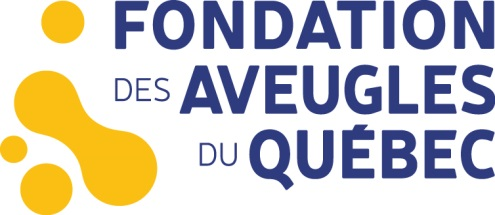 FONDATION
DES AVEUGLES
DU QUÉBEC